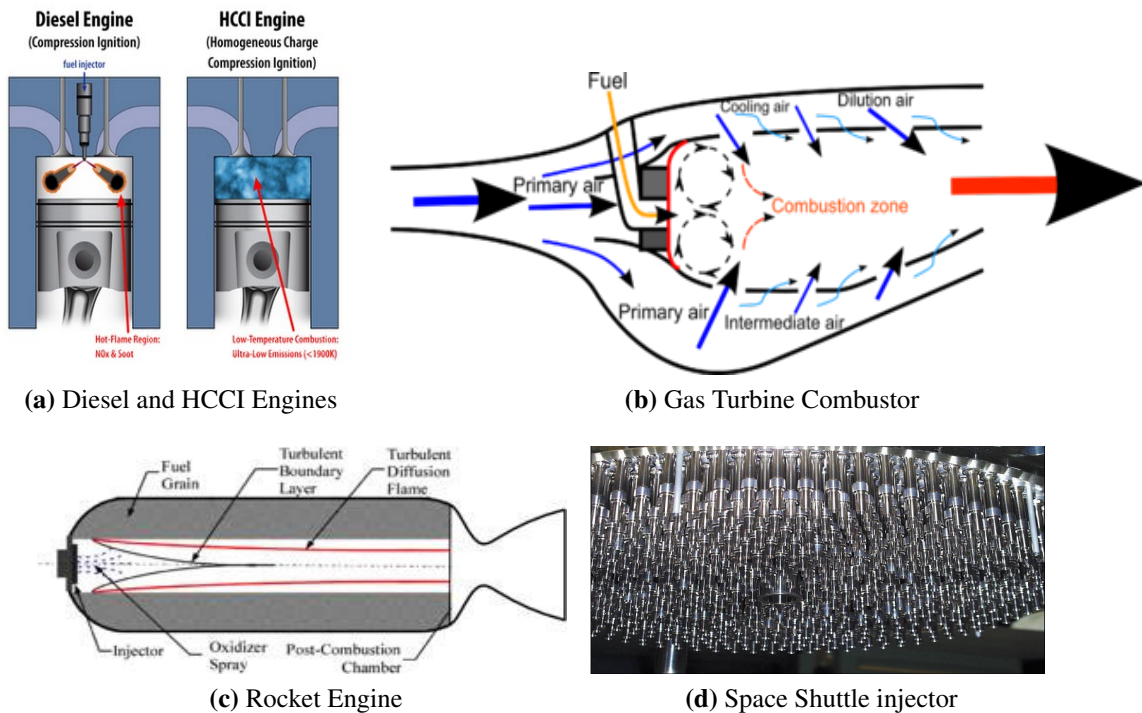 Diesel Engine
(Compression Ignition)
fuel injector
Hot-Flame Region:
NOx & Soot
HCCI Engine
(Homogeneous Charge
Compression Ignition)
Low-Temperature Combustion:
Ultra-Low Emissions (<1900K)
(a) Diesel and HCCI Engines
Fuel
Cooling air
Dilution air
Primary air
Combustion zone
Primary air
Intermediate air
(b) Gas Turbine Combustor
Fuel
Grain
Turbulent
Boundary
Layer
Turbulent
Diffusion
Flame
Injector
Oxidizer
Spray
Post-Combustion
Chamber
(c) Rocket Engine
(d) Space Shuttle injector